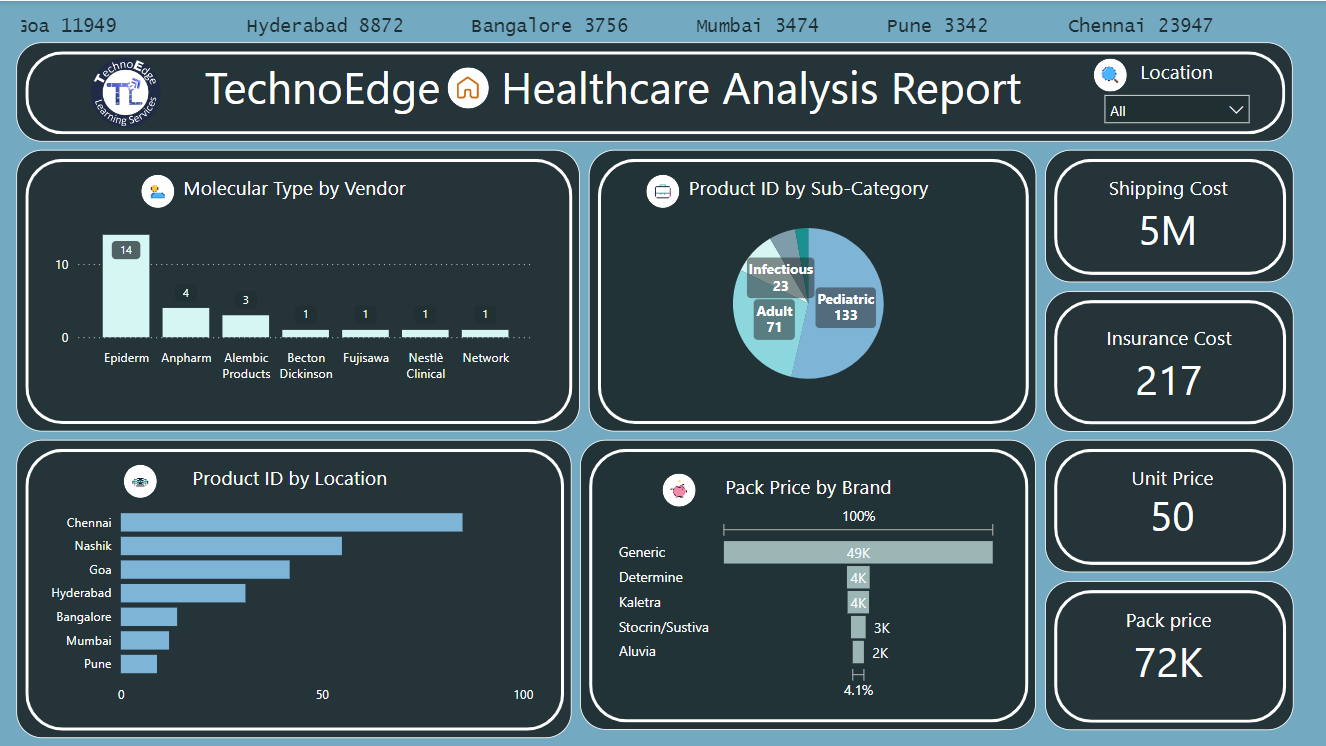 Goa 11949 Hyderabad 8872 Bangalore 3756 Mumbai 3474 Pune 3342 Chennai 23947
TechnoEdge
Learning Services
TL
TechnoEdge Healthcare Analysis Report
Location
All
Molecular Type by Vendor
10
0
14
4
3
1
1
1
1
Epiderm
Anpharm
Alembic
Products
Becton
Dickinson
Fujisawa
Nestlè
Clinical
Network
Product ID by Sub-Category
Infectious
23
Adult
71
Pediatric
133
Shipping Cost
5M
Insurance Cost
217
Product ID by Location
Chennai
Nashik
Goa
Hyderabad
Bangalore
Mumbai
Pune
0 50 100
Pack Price by Brand
100%
Generic 49K
Determine 4K
Kaletra 4K
Stocrin/Sustiva 3K
Aluvia 2K
4.1%
Unit Price
50
Pack price
72K